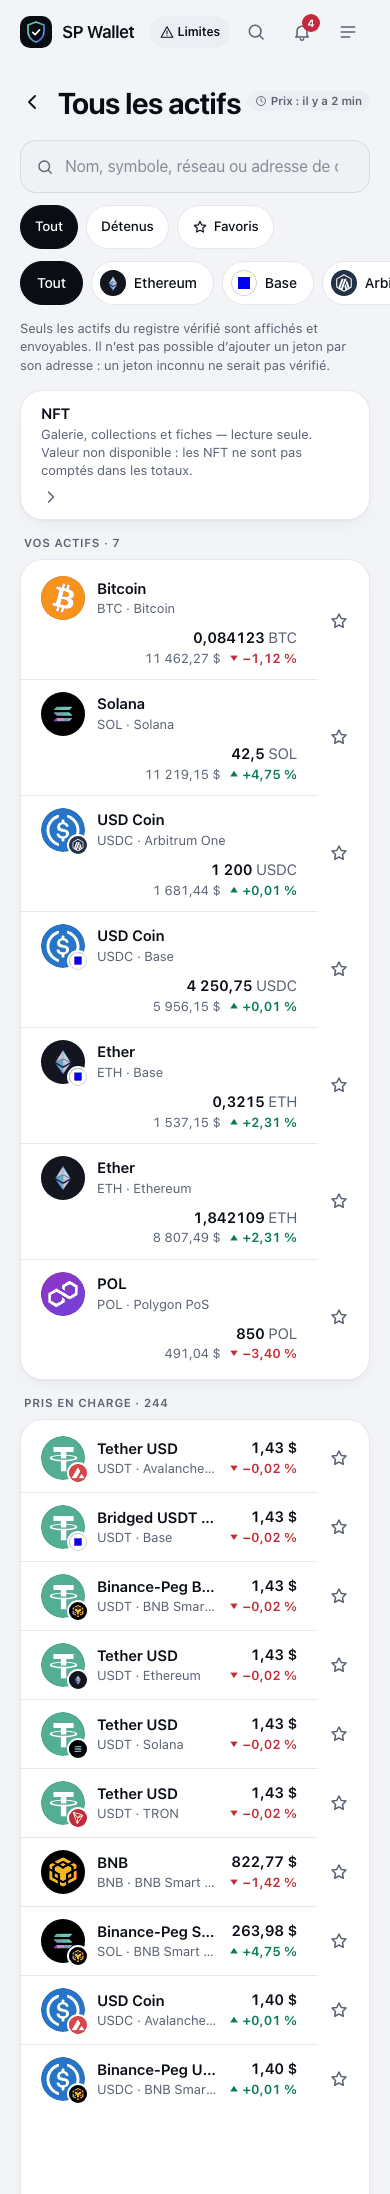 SP Wallet
Limites
4
Tous les actifs
Prix : il y a 2 min
Nom, symbole, réseau ou adresse de c
Tout
Détenus
Favoris
Tout
Ethereum
Base
Arbi
Seuls les actifs du registre vérifié sont affichés et
envoyables. Il n'est pas possible d'ajouter un jeton par
son adresse : un jeton inconnu ne serait pas vérifié.
NFT
Galerie, collections et fiches — lecture seule.
Valeur non disponible : les NFT ne sont pas
comptés dans les totaux.
VOS ACTIFS · 7
Bitcoin
BTC · Bitcoin
0,084123 BTC
11 462,27 $ −1,12 %
Solana
SOL · Solana
42,5 SOL
11 219,15 $ +4,75 %
USD Coin
USDC · Arbitrum One
1 200 USDC
1 681,44 $ +0,01 %
USD Coin
USDC · Base
4 250,75 USDC
5 956,15 $ +0,01 %
Ether
ETH · Base
0,3215 ETH
1 537,15 $ +2,31 %
Ether
ETH · Ethereum
1,842109 ETH
8 807,49 $ +2,31 %
POL
POL · Polygon PoS
850 POL
491,04 $ −3,40 %
PRIS EN CHARGE · 244
Tether USD 1,43 $
USDT · Avalanche... −0,02 %
Bridged USDT ... 1,43 $
USDT · Base −0,02 %
Binance-Peg B... 1,43 $
USDT · BNB Smar... −0,02 %
Tether USD 1,43 $
USDT · Ethereum −0,02 %
Tether USD 1,43 $
USDT · Solana −0,02 %
Tether USD 1,43 $
USDT · TRON −0,02 %
BNB 822,77 $
BNB · BNB Smart ... −1,42 %
Binance-Peg S... 263,98 $
SOL · BNB Smart ... +4,75 %
USD Coin 1,40 $
USDC · Avalanche... +0,01 %
Binance-Peg U... 1,40 $
USDC · BNB Smar... +0,01 %